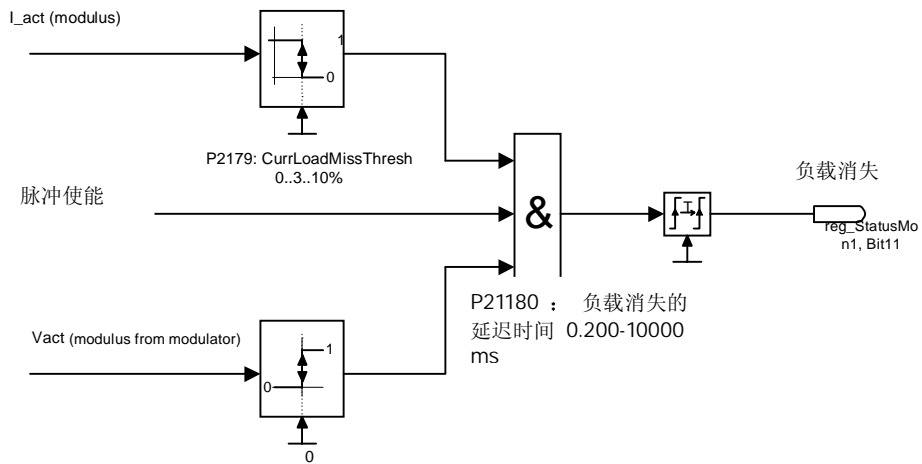 I_act (modulus)
1
0
P2179: CurrLoadMissThresh
0..3..10%
脉冲使能
&
T
负载消失
reg_StatusMo
n1, Bit11
P21180 : 负载消失的
延迟时间 0.200-10000
ms
Vact (modulus from modulator)
1
0
0